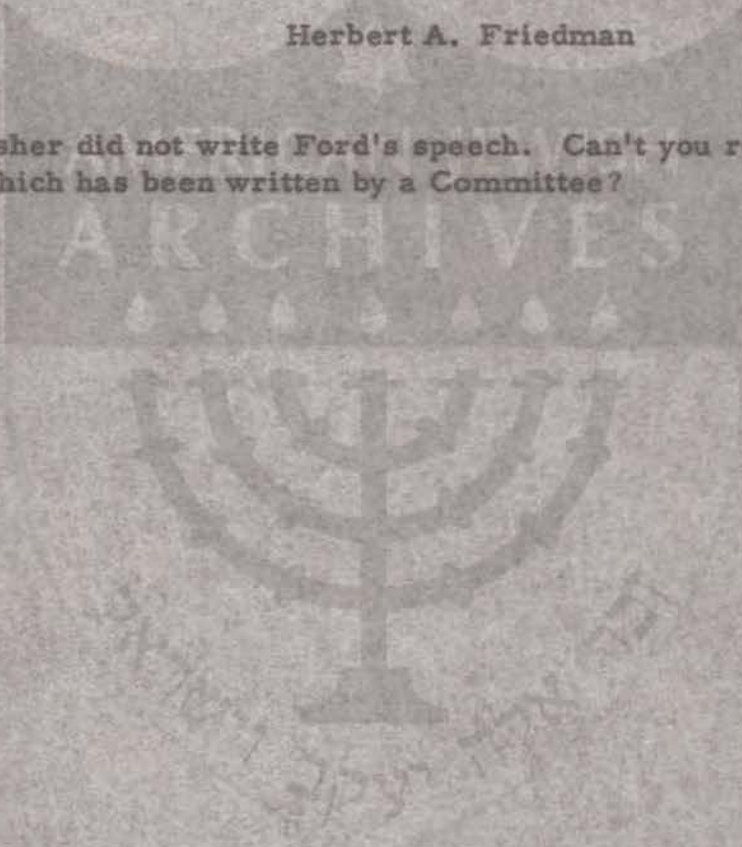 Herbert A. Friedman
sher did not write Ford's speech. Can't you r
hich has been written by a Committee?
ARCHIVES